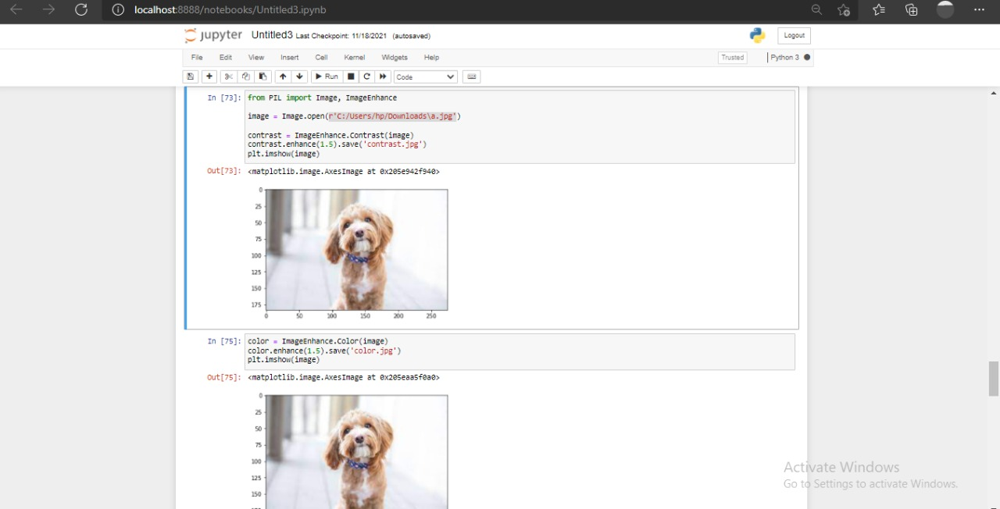 localhost:8888/notebooks/Untitled3.ipynb
jupyter Untitled3 Last Checkpoint: 11/18/2021 (autosaved)
Logout
File Edit View Insert Cell Kernel Widgets Help
Trusted
Python 3
Run
Code
In [73]: from PIL import Image, ImageEnhance
image = Image.open(r'C:/Users/hp/Downloads\a.jpg')
contrast = ImageEnhance.Contrast(image)
contrast.enhance(1.5).save('contrast.jpg')
plt.imshow(image)
Out[73]: <matplotlib.image.AxesImage at 0x205e942f940>
0
25
50
75
100
125
150
175
0 50 100 150 200 250
In [75]: color = ImageEnhance.Color(image)
color.enhance(1.5).save('color.jpg')
plt.imshow(image)
Out[75]: <matplotlib.image.AxesImage at 0x205eaa5f0a0>
0
25
50
75
100
125
150
Activate Windows
Go to Settings to activate Windows.